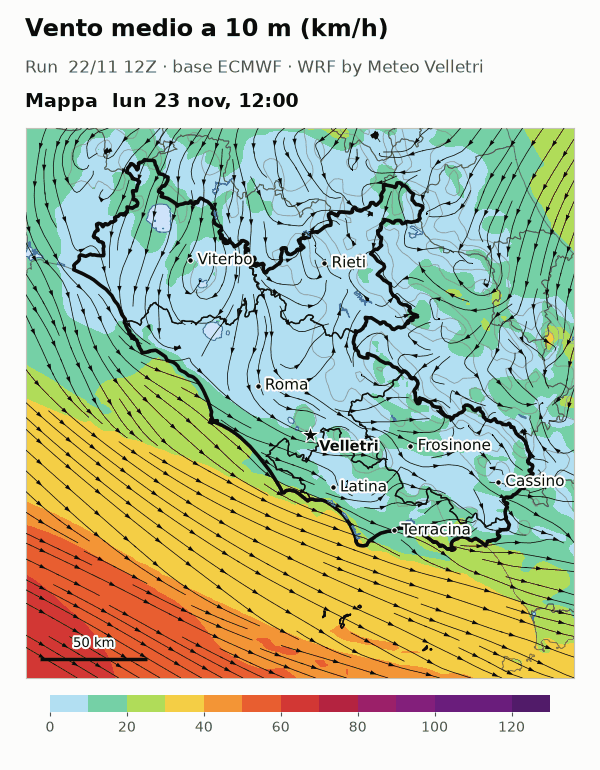 Vento medio a 10 m (km/h)
Run 22/11 12Z · base ECMWF · WRF by Meteo Velletri
Mappa lun 23 nov, 12:00
Viterbo
Rieti
Roma
Velletri
Frosinone
Latina
Cassino
Terracina
50 km
0 20 40 60 80 100 120